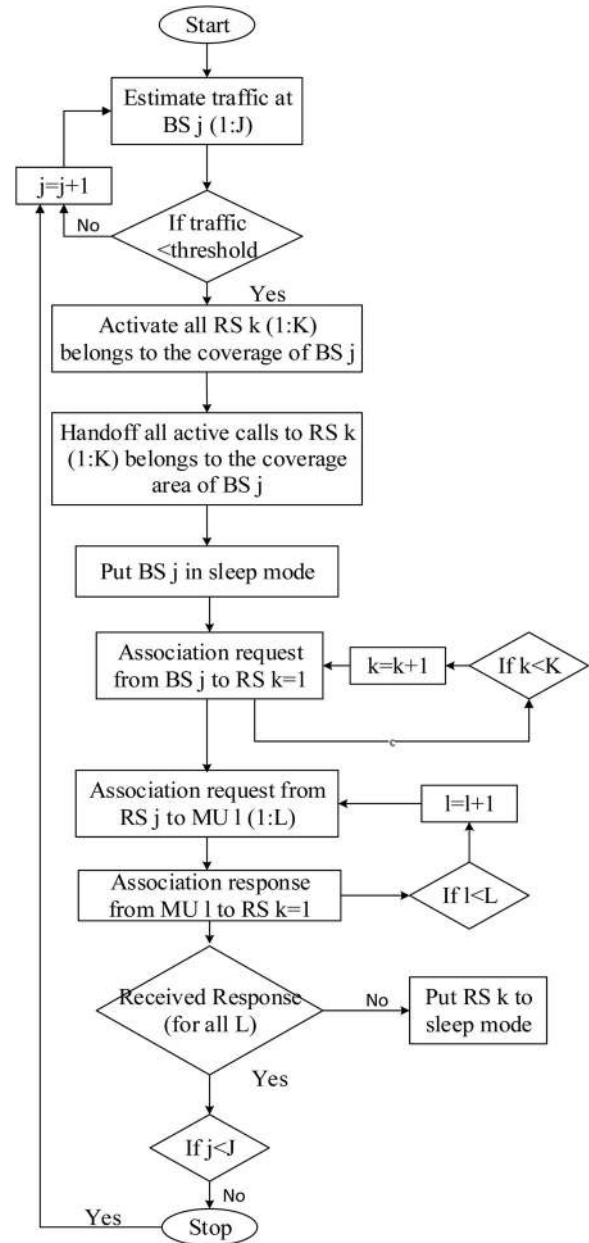 Start
Estimate traffic at
BS j (1:J)
j=j+1
No
If traffic
<threshold
Yes
Activate all RS k (1:K)
belongs to the coverage of BS j
Handoff all active calls to RS k
(1:K) belongs to the coverage
area of BS j
Put BS j in sleep mode
Association request
from BS j to RS k=1
k=k+1
If k<K
c
Association request from
RS j to MU l (1:L)
l=l+1
Association response
from MU l to RS k=1
If l<L
Received Response
(for all L)
No
Put RS k to
sleep mode
Yes
If j<J
No
Yes
Stop